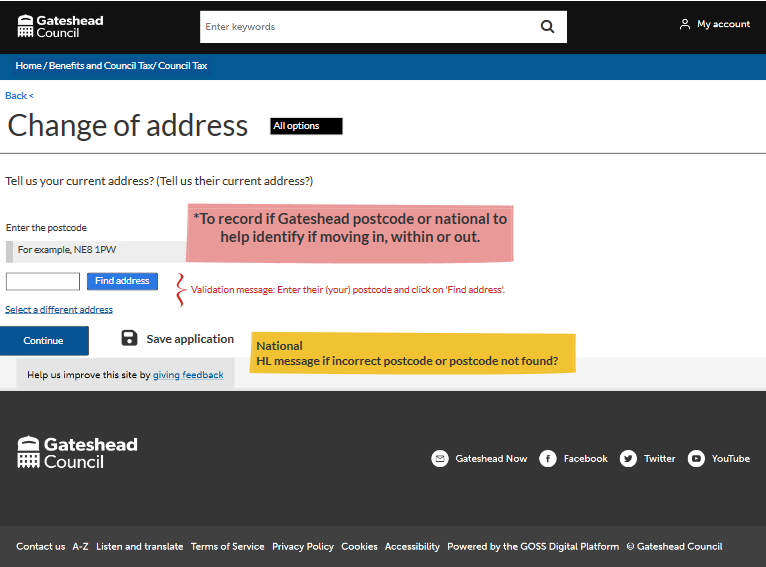 Gateshead
Council
Enter keywords
My account
Home / Benefits and Council Tax/ Council Tax
Back <
Change of address
All options
Tell us your current address? (Tell us their current address?)
*To record if Gateshead postcode or national to
help identify if moving in, within or out.
Enter the postcode
For example, NE8 1PW
Find address
Validation message: Enter their (your) postcode and click on 'Find address'.
Select a different address
Continue
Save application
National
HL message if incorrect postcode or postcode not found?
Help us improve this site by giving feedback
Gateshead
Council
Gateshead Now
Facebook
Twitter
YouTube
Contact us A-Z Listen and translate Terms of Service Privacy Policy Cookies Accessibility Powered by the GOSS Digital Platform © Gateshead Council